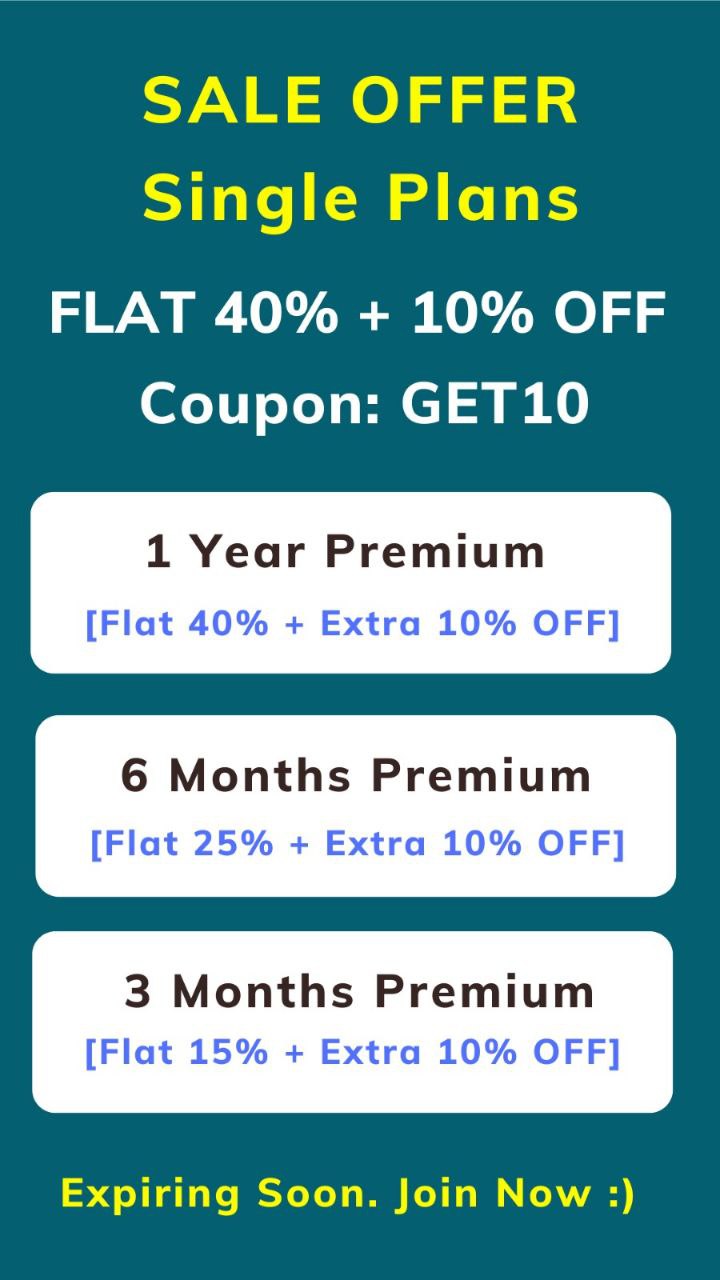 SALE OFFER
Single Plans
FLAT 40% + 10% OFF
Coupon: GET10
1 Year Premium
[Flat 40% + Extra 10% OFF]
6 Months Premium
[Flat 25% + Extra 10% OFF]
3 Months Premium
[Flat 15% + Extra 10% OFF]
Expiring Soon. Join Now :)